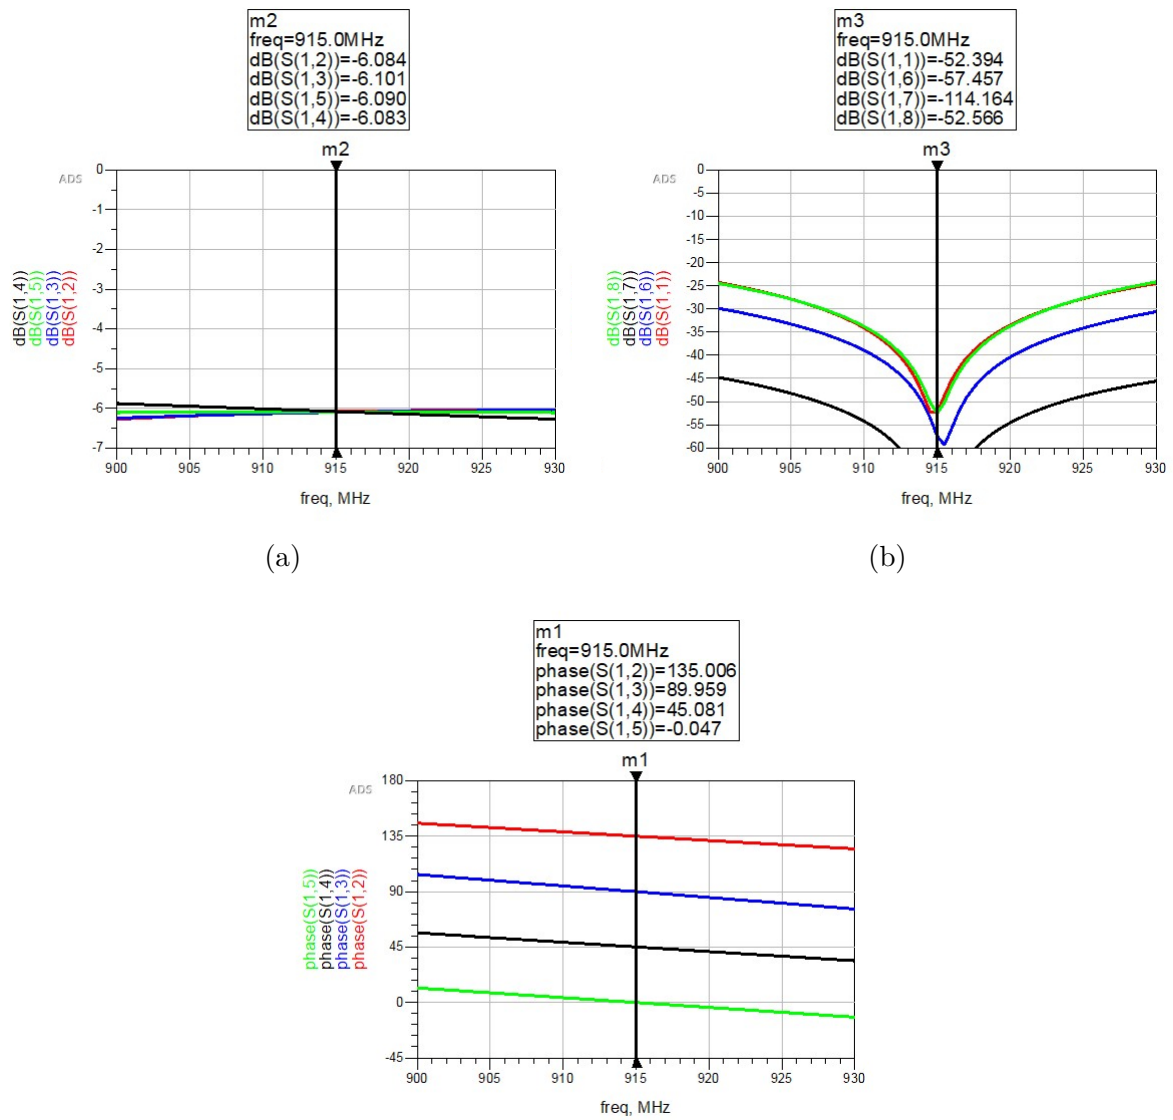 m2
freq=915.0MHz
dB(S(1,2))=-6.084
dB(S(1,3))=-6.101
dB(S(1,5))=-6.090
dB(S(1,4))=-6.083
m2
ADS
0
-1
-2
-3
-4
-5
-6
-7
dB(S(1,4))
dB(S(1,5))
dB(S(1,3))
dB(S(1,2))
900 905 910 915 920 925 930
freq, MHz
(a)
m3
freq=915.0MHz
dB(S(1,1))=-52.394
dB(S(1,6))=-57.457
dB(S(1,7))=-114.164
dB(S(1,8))=-52.566
m3
ADS
0
-5
-10
-15
-20
-25
-30
-35
-40
-45
-50
-55
-60
dB(S(1,8))
dB(S(1,7))
dB(S(1,6))
dB(S(1,1))
900 905 910 915 920 925 930
freq, MHz
(b)
m1
freq=915.0MHz
phase(S(1,2))=135.006
phase(S(1,3))=89.959
phase(S(1,4))=45.081
phase(S(1,5))=-0.047
m1
ADS
180
135
90
45
0
-45
phase(S(1,5))
phase(S(1,4))
phase(S(1,3))
phase(S(1,2))
900 905 910 915 920 925 930
freq, MHz